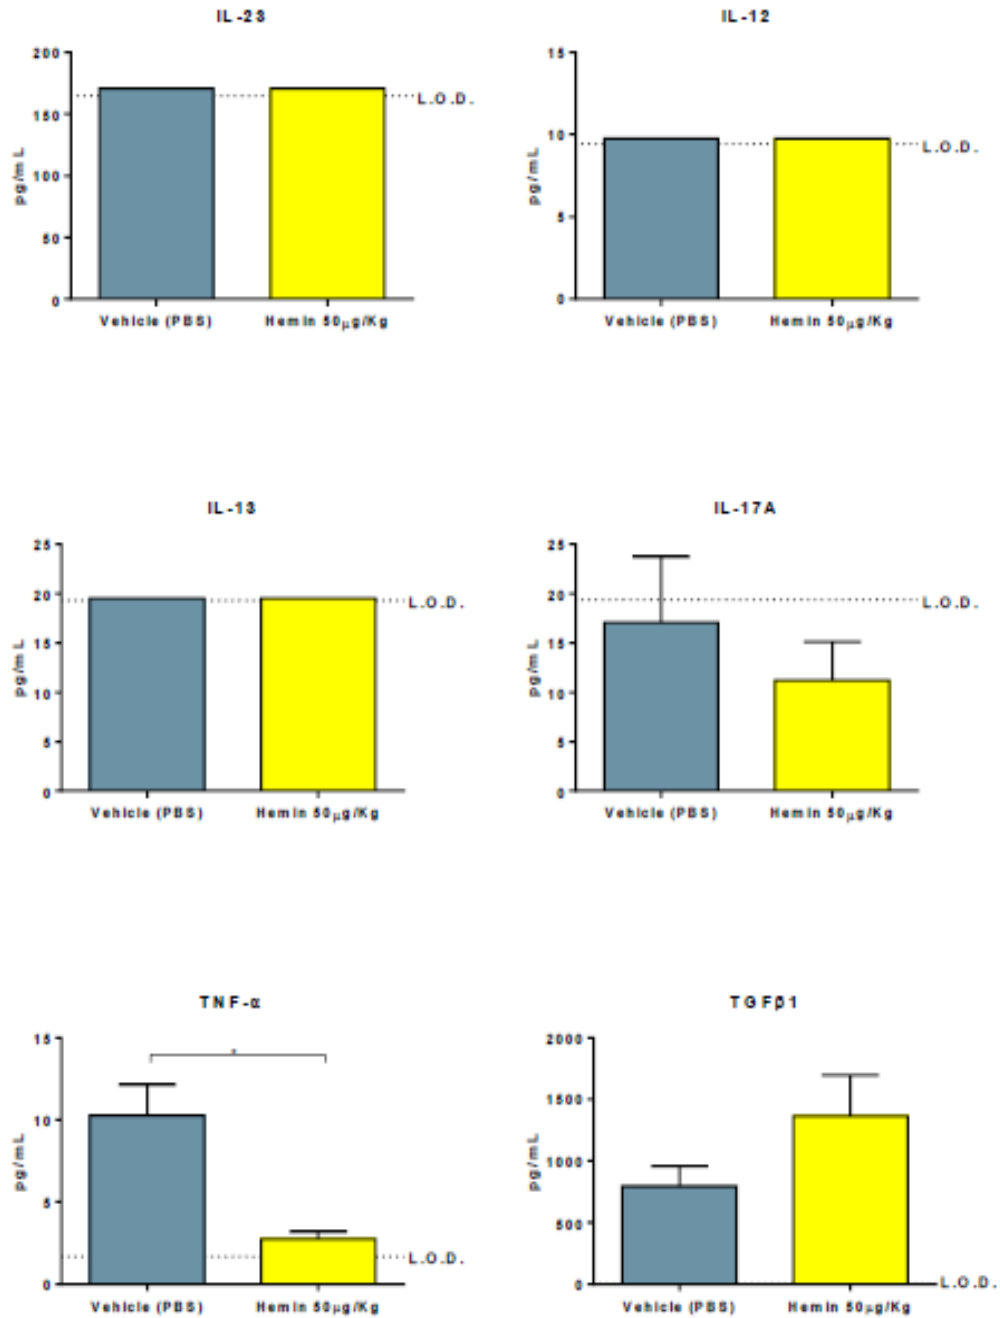 IL-23
200
150
100
50
0
pg/mL
L.O.D.
Vehicle (PBS) Hemin 50µg/Kg
IL-12
15
10
5
0
pg/mL
L.O.D.
Vehicle (PBS) Hemin 50µg/Kg
IL-13
25
20
15
10
5
0
pg/mL
L.O.D.
Vehicle (PBS) Hemin 50µg/Kg
IL-17A
25
20
15
10
5
0
pg/mL
L.O.D.
Vehicle (PBS) Hemin 50µg/Kg
TNF-α
15
10
5
0
pg/mL
*
L.O.D.
Vehicle (PBS) Hemin 50µg/Kg
TGFβ1
2000
1500
1000
500
0
pg/mL
L.O.D.
Vehicle (PBS) Hemin 50µg/Kg